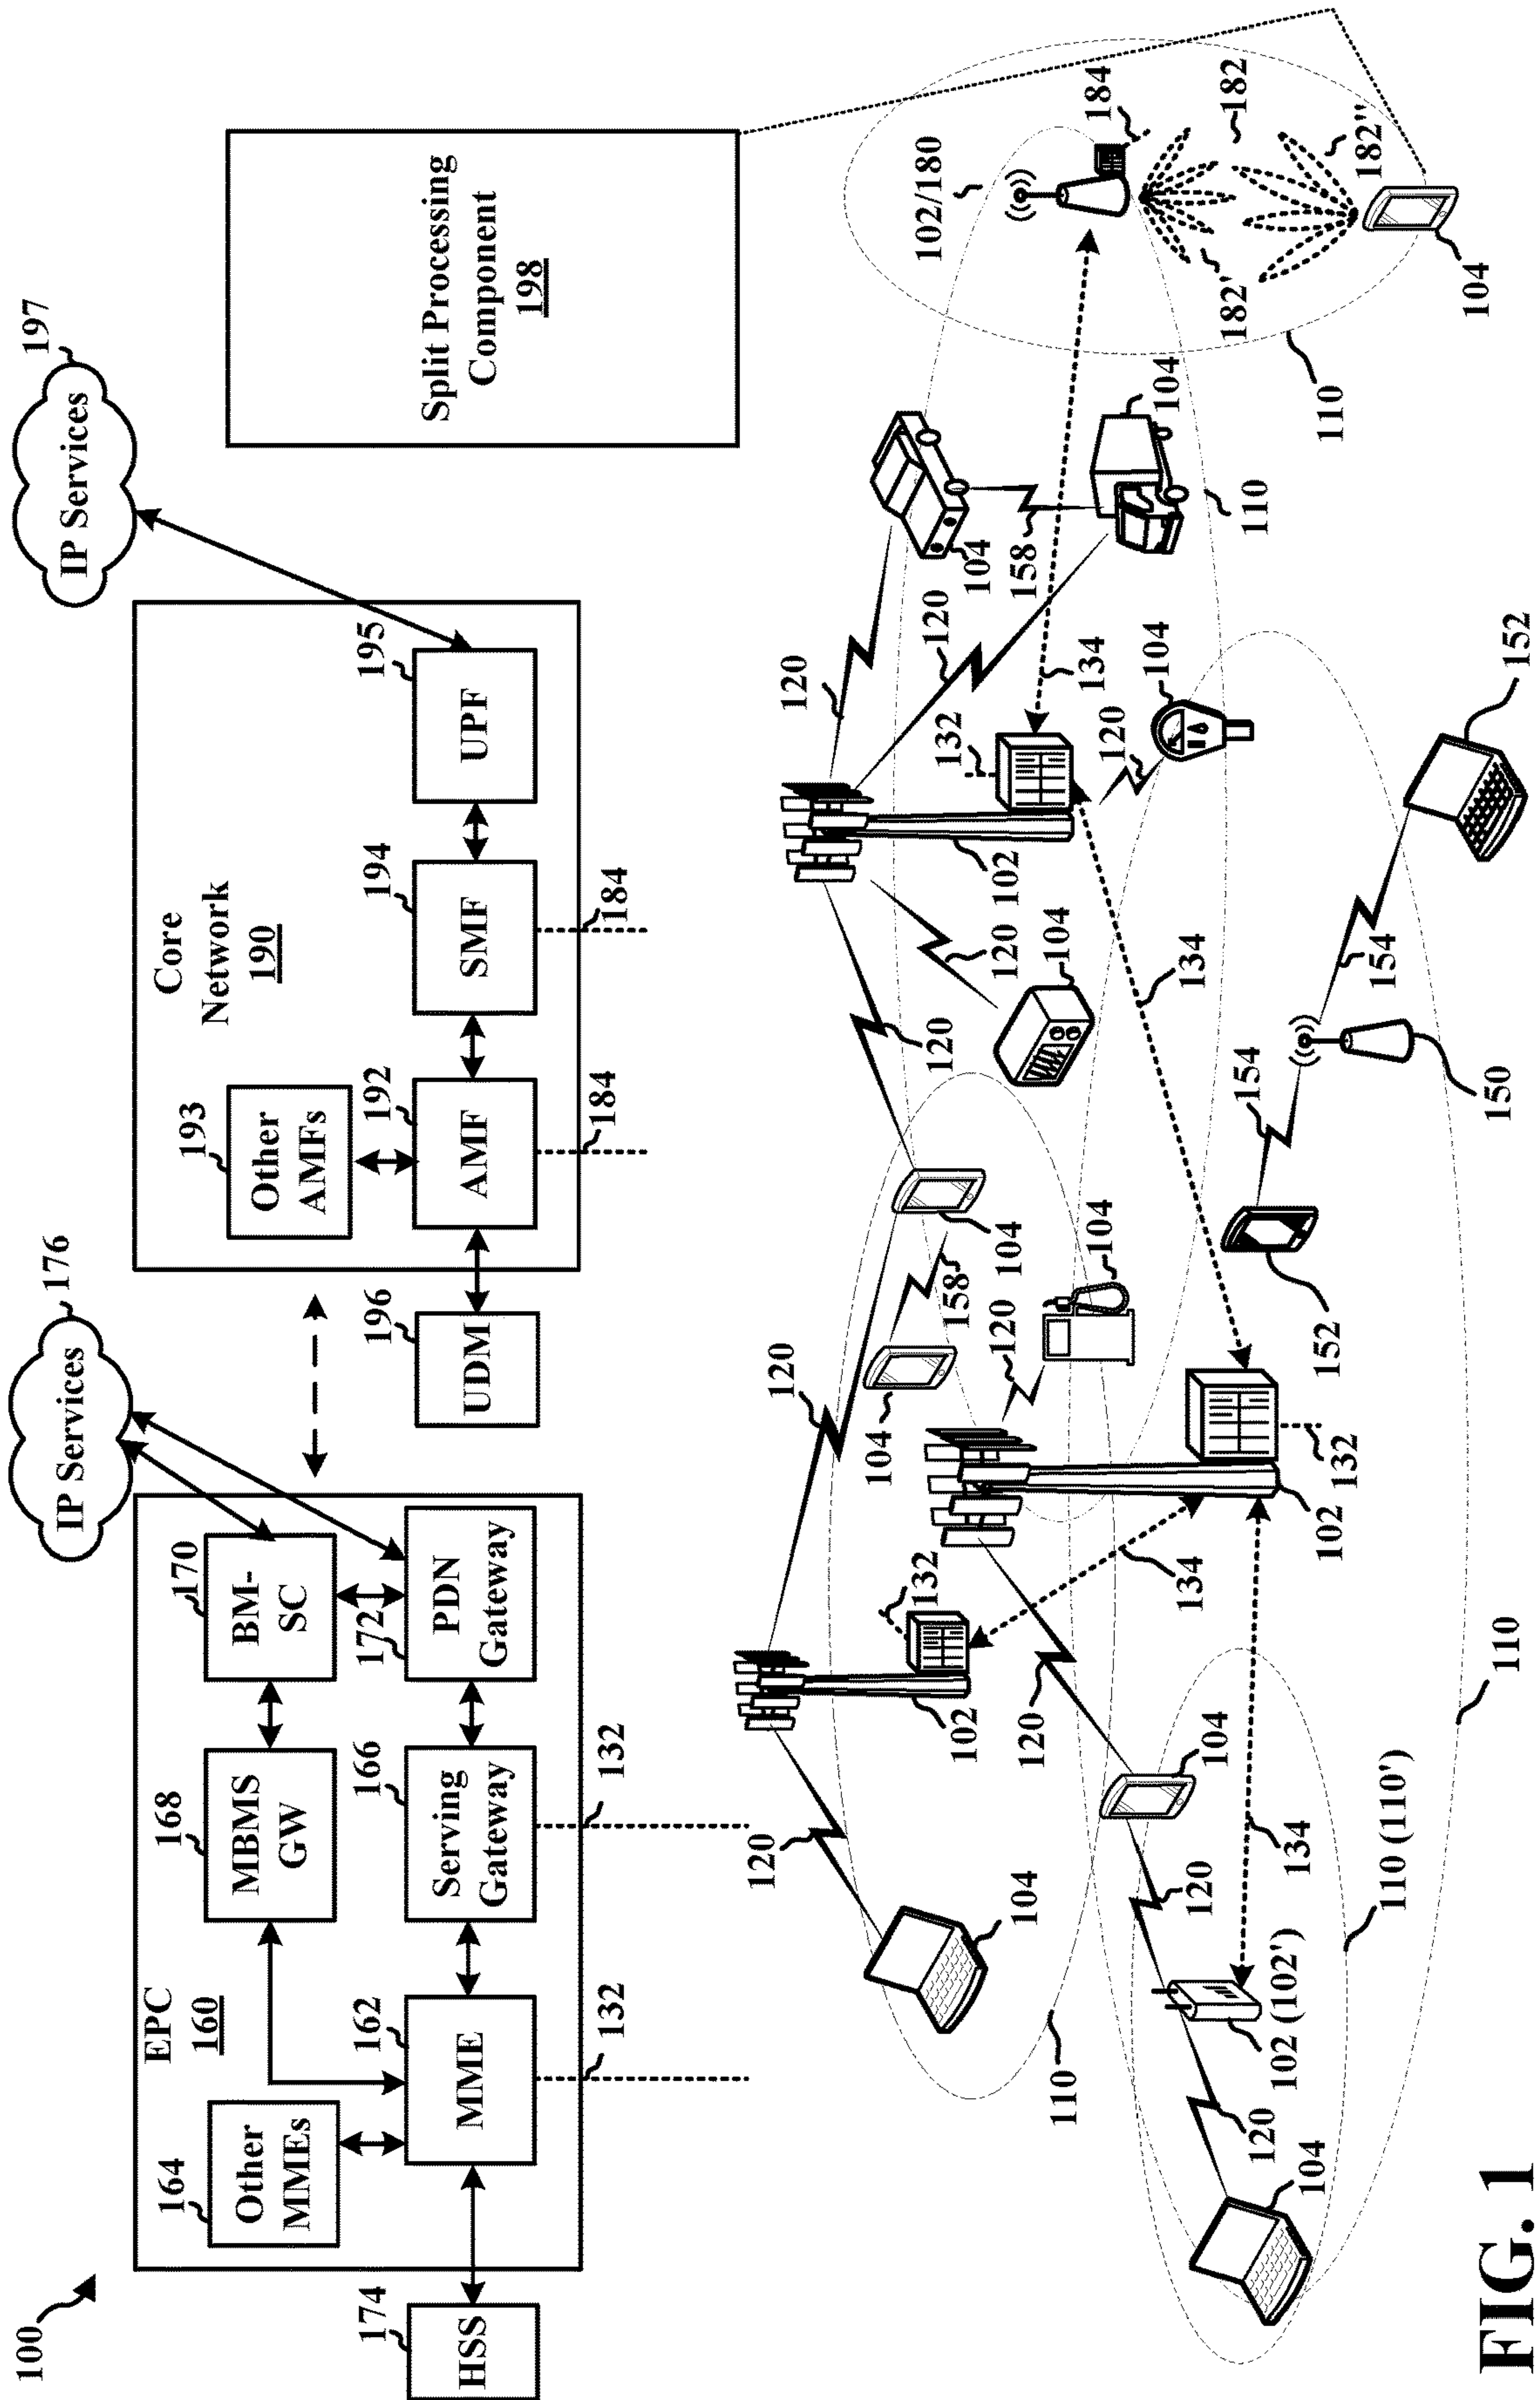 100
176
IP Services
197
IP Services
EPC
160
164
Other
MMEs
168
MBMS
GW
170
BM-
SC
174
HSS
162
MME
166
Serving
Gateway
172
PDN
Gateway
132
132
Core
Network
190
193
Other
AMFs
196
UDM
192
AMF
194
SMF
195
UPF
184
184
Split Processing
Component
198
120
120
120
120
132
102
104
104
158
104
120
120
104
132
102
120
104
158
104
120
104
134
102/180
184
182'
182
182''
104
110
110
104
120
134
120
104
132
102
134
134
110
104
120
120
104
102 (102')
134
110 (110')
110
152
154
150
154
152
FIG. 1